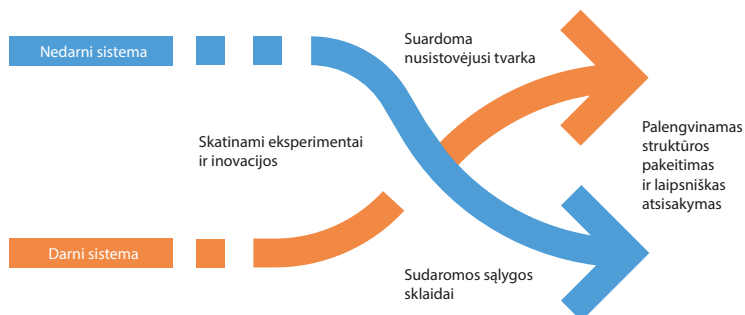 Nedarni sistema
Suardoma
nusistovėjusi tvarka
Skatinami eksperimentai
ir inovacijos
Palengvinamas
struktūros
pakeitimas
ir laipsniškas
atsisakymas
Darni sistema
Sudaromos sąlygos
sklaidai